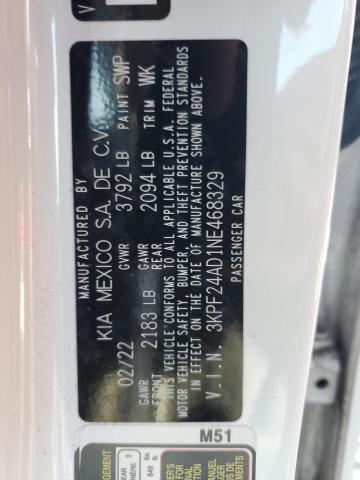 MANUFACTURED BY
KIA MEXICO S.A. DE C.V.
02/22 GVWR 3792 LB PAINT SWP
GAWR FRONT 2183 LB GAWR REAR 2094 LB TRIM WK
THIS VEHICLE CONFORMS TO ALL APPLICABLE U.S.A. FEDERAL
MOTOR VEHICLE SAFETY, BUMPER, AND THEFT PREVENTION STANDARDS
IN EFFECT ON THE DATE OF MANUFACTURE SHOWN ABOVE.
V.I.N. 3KPF24AD1NE468329
PASSENGER CAR
M51
V